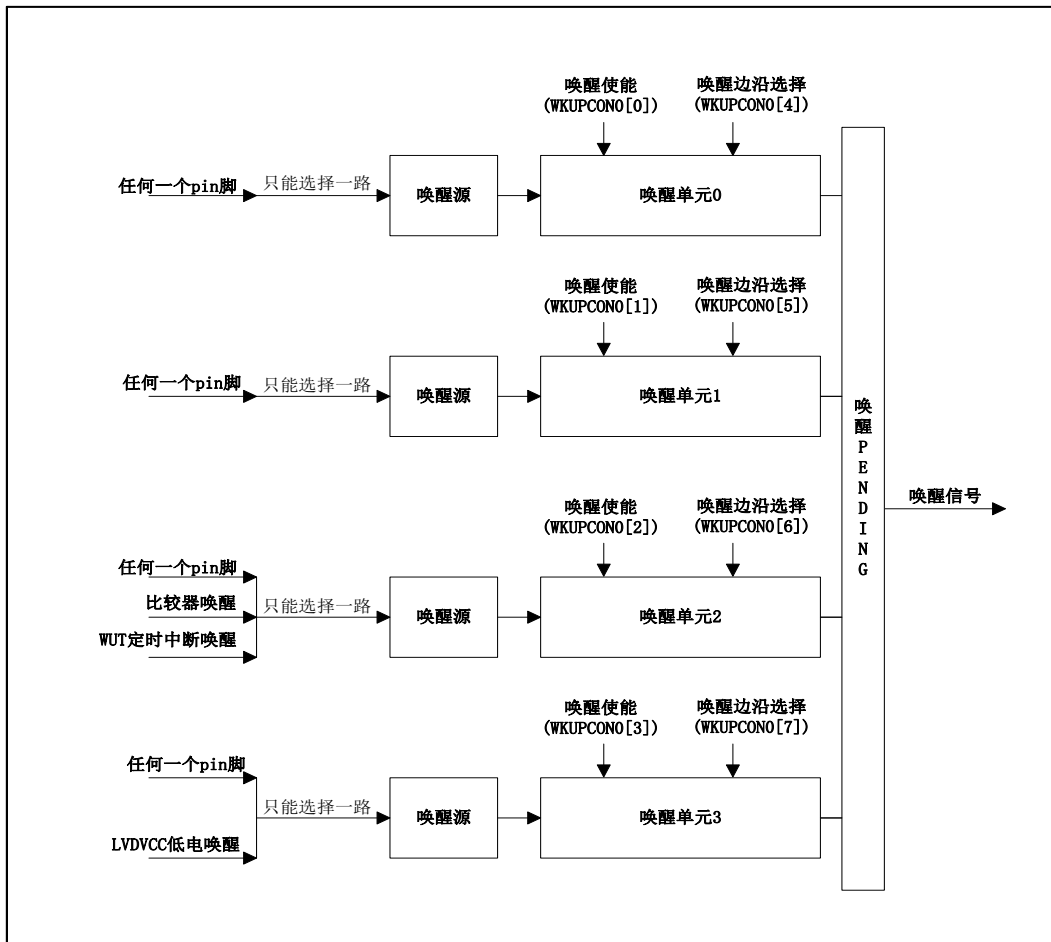 唤醒使能
(WKUPCON0[0])
唤醒边沿选择
(WKUPCON0[4])
任何一个pin脚
只能选择一路
唤醒源
唤醒单元0
唤醒使能
(WKUPCON0[1])
唤醒边沿选择
(WKUPCON0[5])
任何一个pin脚
只能选择一路
唤醒源
唤醒单元1
唤醒PENDING
唤醒信号
唤醒使能
(WKUPCON0[2])
唤醒边沿选择
(WKUPCON0[6])
任何一个pin脚
比较器唤醒
WUT定时中断唤醒
只能选择一路
唤醒源
唤醒单元2
唤醒使能
(WKUPCON0[3])
唤醒边沿选择
(WKUPCON0[7])
任何一个pin脚
LVDVCC低电唤醒
只能选择一路
唤醒源
唤醒单元3